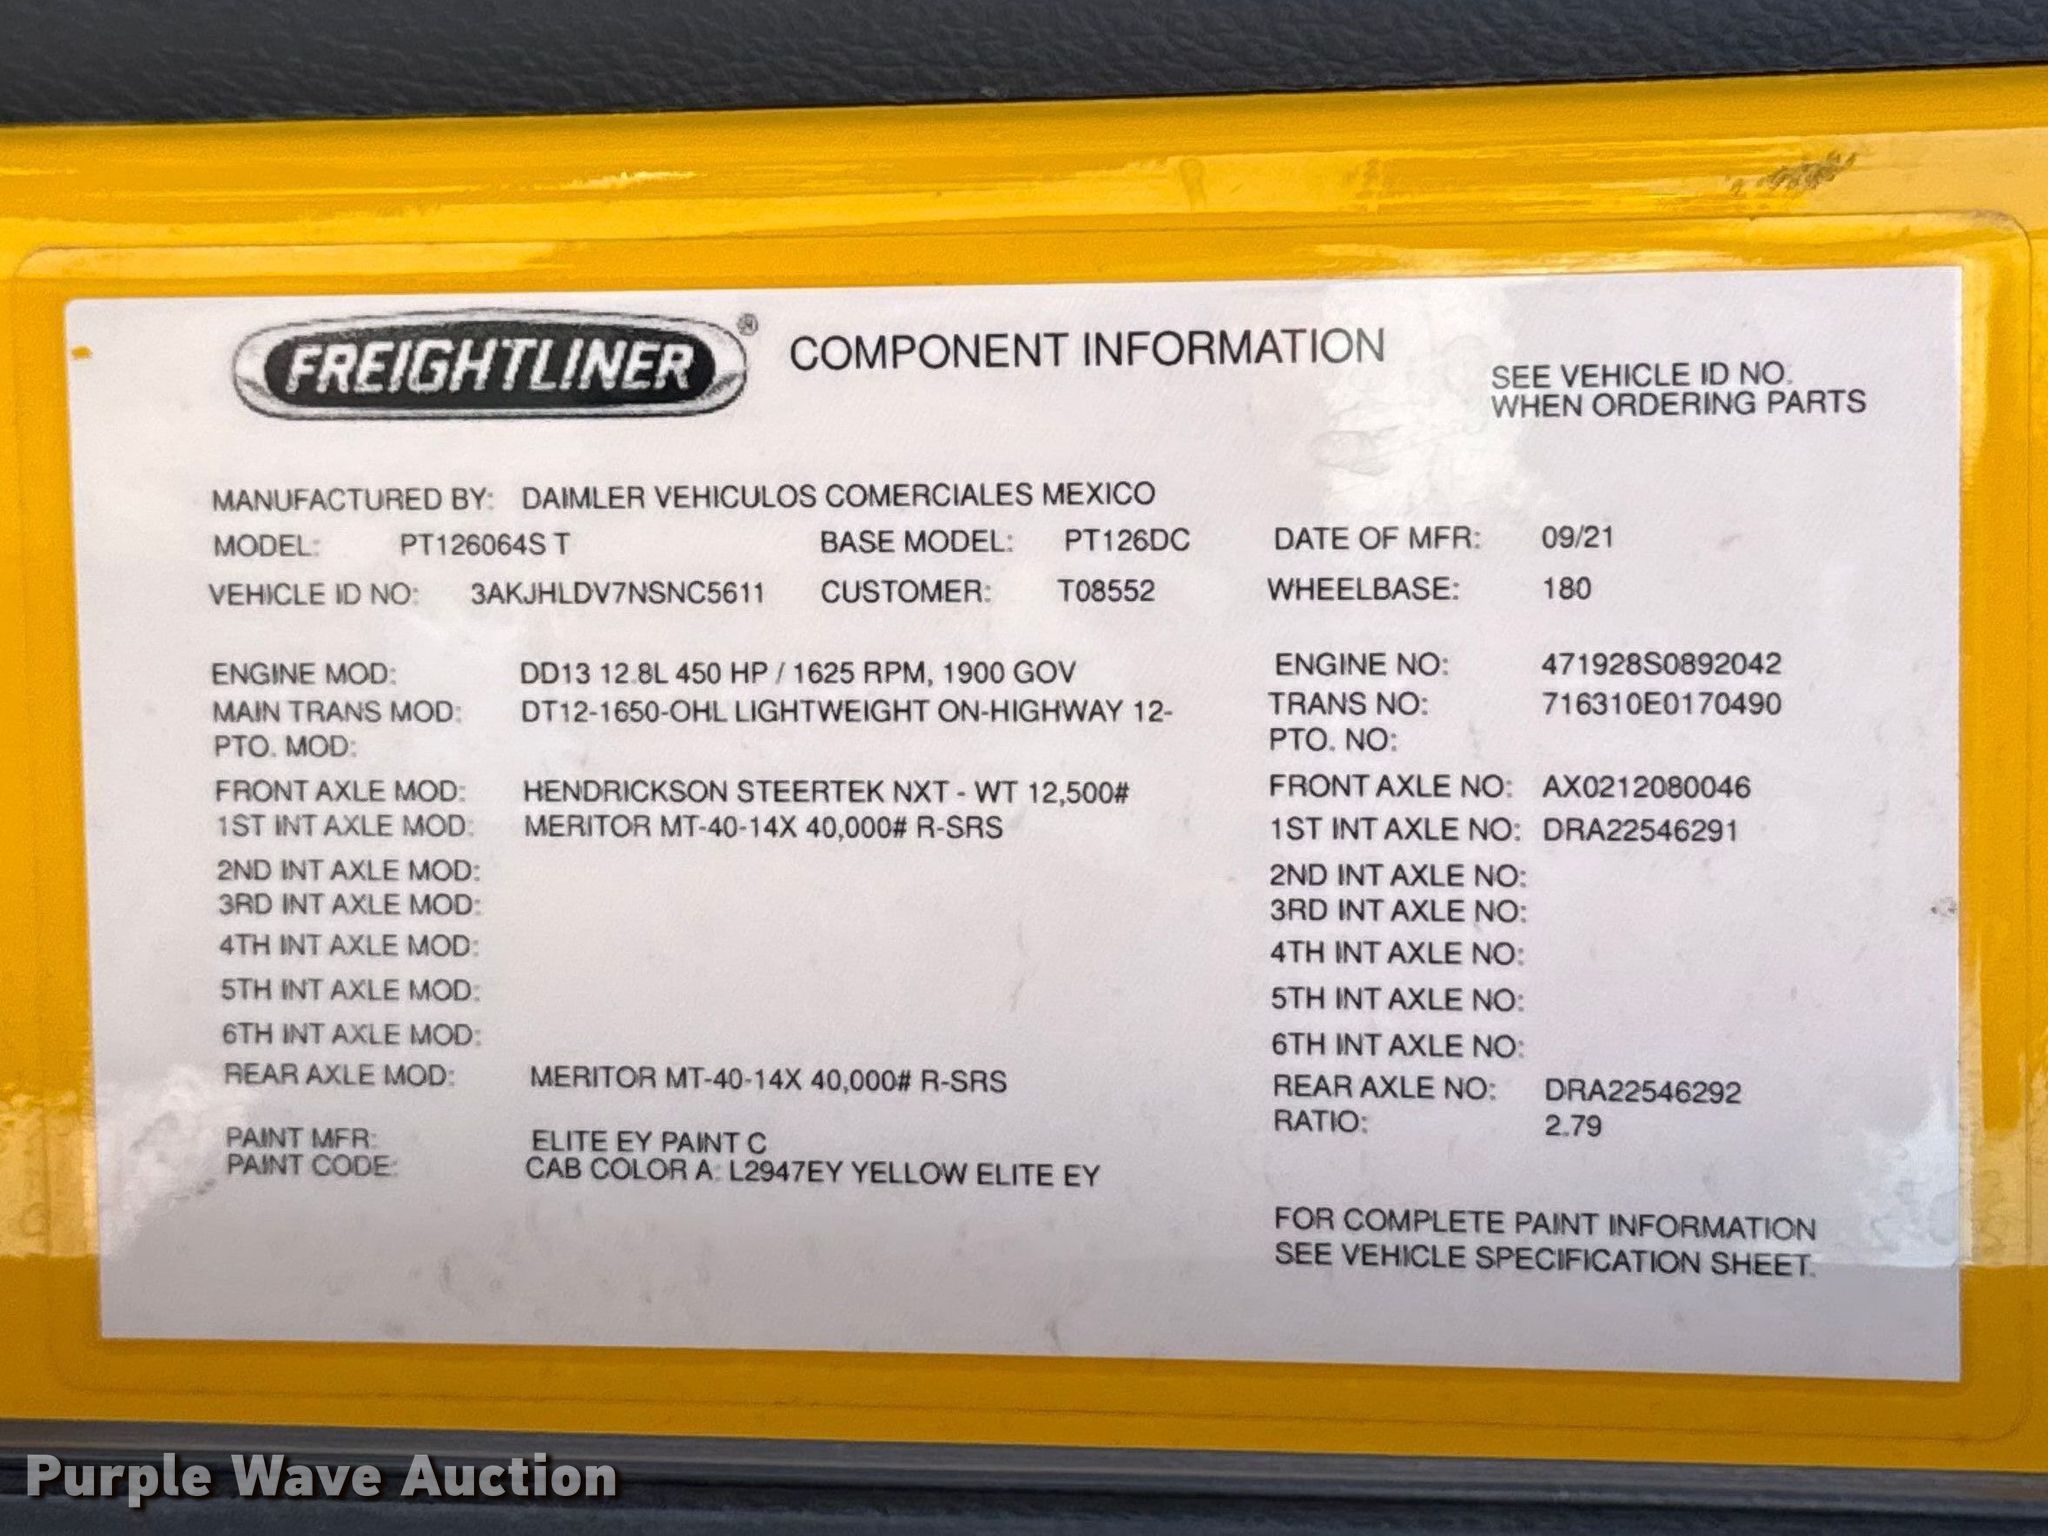 FREIGHTLINER ® COMPONENT INFORMATION
SEE VEHICLE ID NO.
WHEN ORDERING PARTS
MANUFACTURED BY: DAIMLER VEHICULOS COMERCIALES MEXICO
MODEL: PT126064S T BASE MODEL: PT126DC DATE OF MFR: 09/21
VEHICLE ID NO: 3AKJHLDV7NSNC5611 CUSTOMER: T08552 WHEELBASE: 180
ENGINE MOD: DD13 12.8L 450 HP / 1625 RPM, 1900 GOV ENGINE NO: 471928S0892042
MAIN TRANS MOD: DT12-1650-OHL LIGHTWEIGHT ON-HIGHWAY 12- TRANS NO: 716310E0170490
PTO. MOD: PTO. NO:
FRONT AXLE MOD: HENDRICKSON STEERTEK NXT - WT 12,500# FRONT AXLE NO: AX0212080046
1ST INT AXLE MOD: MERITOR MT-40-14X 40,000# R-SRS 1ST INT AXLE NO: DRA22546291
2ND INT AXLE MOD: 2ND INT AXLE NO:
3RD INT AXLE MOD: 3RD INT AXLE NO:
4TH INT AXLE MOD: 4TH INT AXLE NO:
5TH INT AXLE MOD: 5TH INT AXLE NO:
6TH INT AXLE MOD: 6TH INT AXLE NO:
REAR AXLE MOD: MERITOR MT-40-14X 40,000# R-SRS REAR AXLE NO: DRA22546292
RATIO: 2.79
PAINT MFR: ELITE EY PAINT C
PAINT CODE: CAB COLOR A: L2947EY YELLOW ELITE EY
FOR COMPLETE PAINT INFORMATION
SEE VEHICLE SPECIFICATION SHEET.
Purple Wave Auction